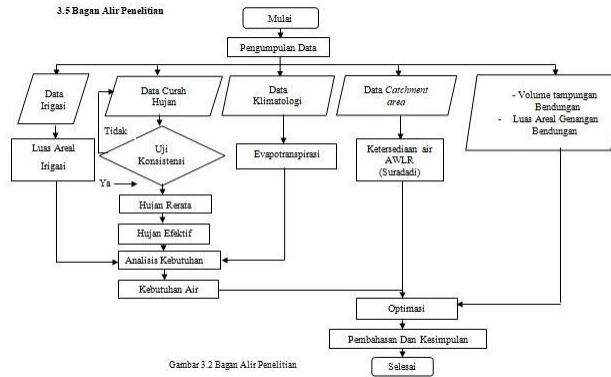 3.5 Bagan Alir Penelitian
Mulai
Pengumpulan Data
Data
Irigasi
Data Curah
Hujan
Data
Klimatologi
Data Catchment
area
- Volume tampungan
Bendungan
- Luas Areal Genangan
Bendungan
Tidak
Luas Areal
Irigasi
Uji
Konsistensi
Evapotranspirasi
Ketersediaan air
AWLR
(Suradadi)
Ya
Hujan Rerata
Hujan Efektif
Analisis Kebutuhan
Kebutuhan Air
Optimasi
Pembahasan Dan Kesimpulan
Selesai
Gambar 3.2 Bagan Alir Penelitian